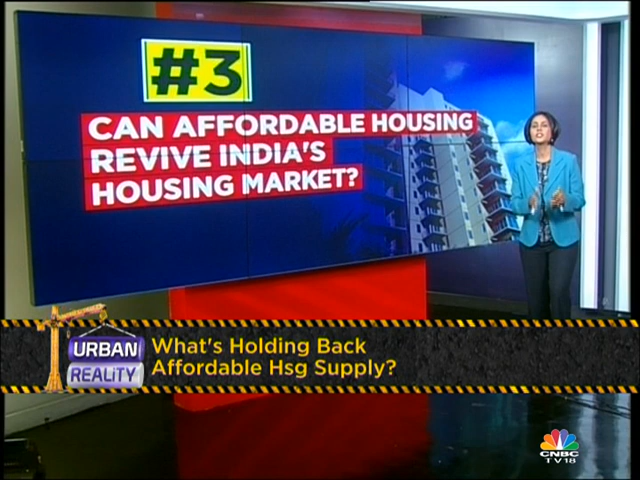 #3
CAN AFFORDABLE HOUSING
REVIVE INDIA'S
HOUSING MARKET?
URBAN
REALITY
What's Holding Back
Affordable Hsg Supply?
CNBC
TV18